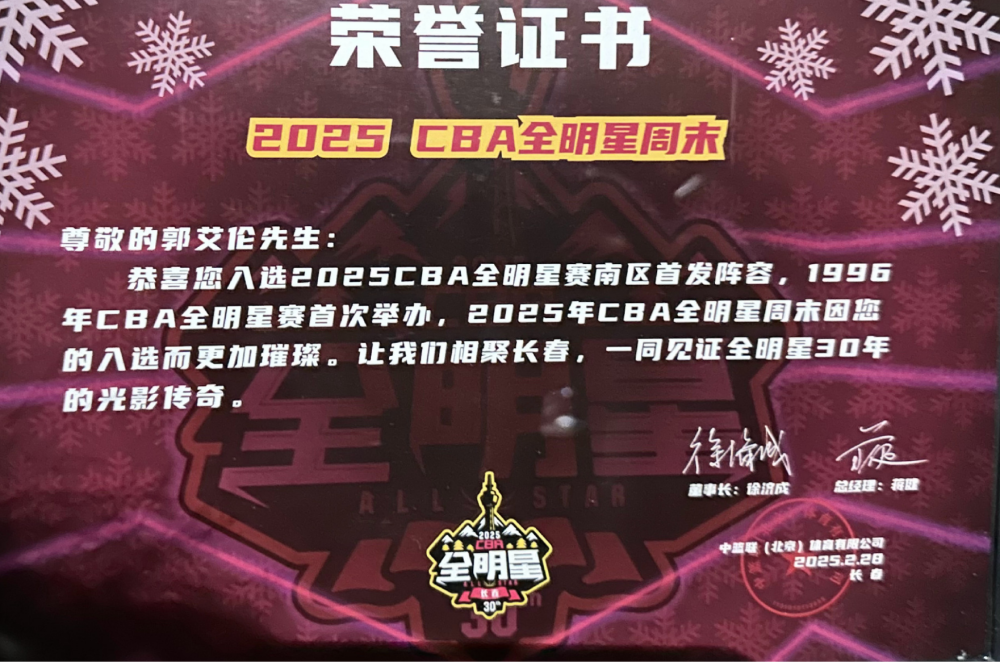 荣誉证书
2025 CBA全明星周末
尊敬的郭艾伦先生：
恭喜您入选2025CBA全明星赛南区首发阵容，1996
年CBA全明星赛首次举办，2025年CBA全明星周末因您
的入选而更加璀璨。让我们相聚长春，一同见证全明星30年
的光影传奇。
全明星
ALL STAR
徐济成
董事长：徐济成
总经理：蒋健
中篮联（北京）体育有限公司
2025.2.28
长春
2025
CBA
全明星
长春
30th